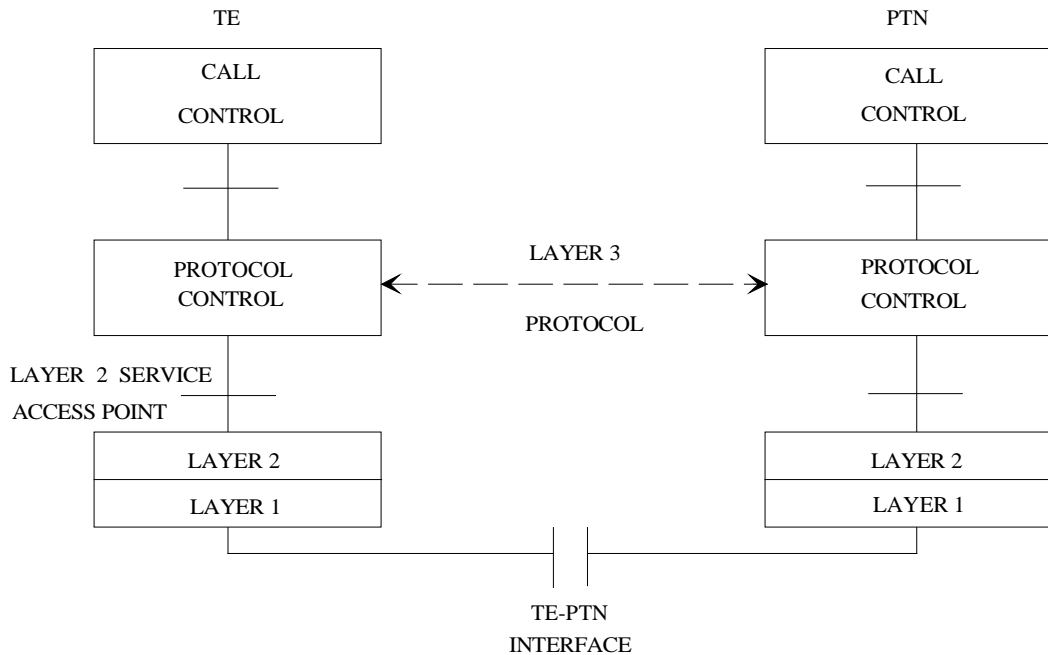 TE
PTN
CALL
CONTROL
CALL
CONTROL
PROTOCOL
CONTROL
LAYER 3
PROTOCOL
PROTOCOL
CONTROL
LAYER 2 SERVICE
ACCESS POINT
LAYER 2
LAYER 1
LAYER 2
LAYER 1
TE-PTN
INTERFACE